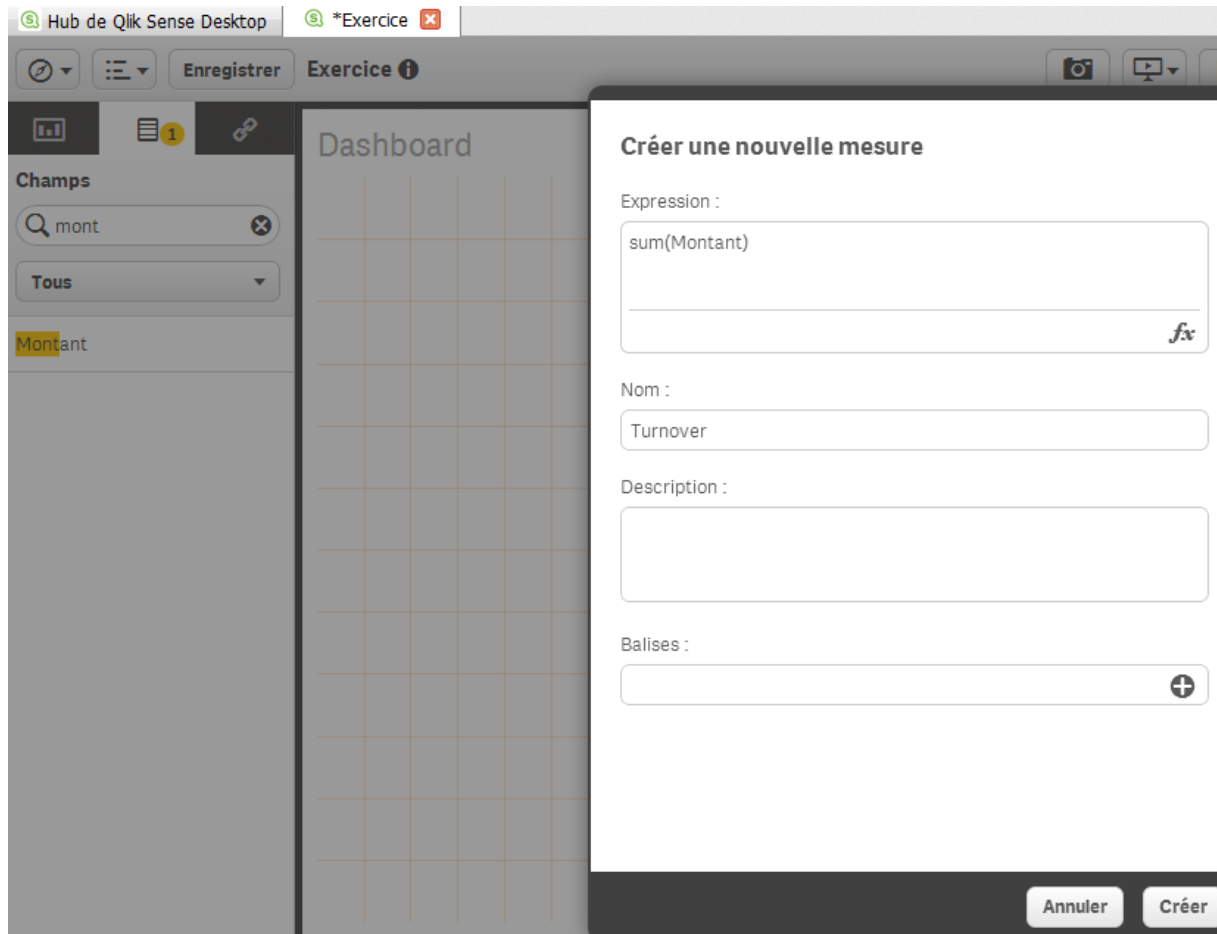 Hub de Qlik Sense Desktop
*Exercice
Enregistrer
Exercice
1
Dashboard
Champs
mont
Tous
Montant
Créer une nouvelle mesure
Expression :
sum(Montant)
fx
Nom :
Turnover
Description :
Balises :
Annuler
Créer